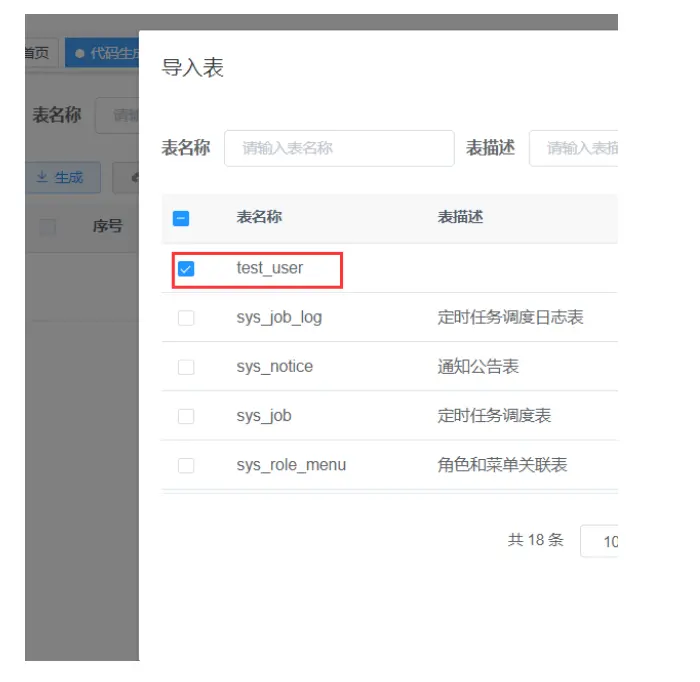 首页 代码生成
导入表
表名称 请输
表名称 请输入表名称 表描述 请输入表描
生成
序号
表名称 表描述
test_user
sys_job_log 定时任务调度日志表
sys_notice 通知公告表
sys_job 定时任务调度表
sys_role_menu 角色和菜单关联表
共 18 条 10